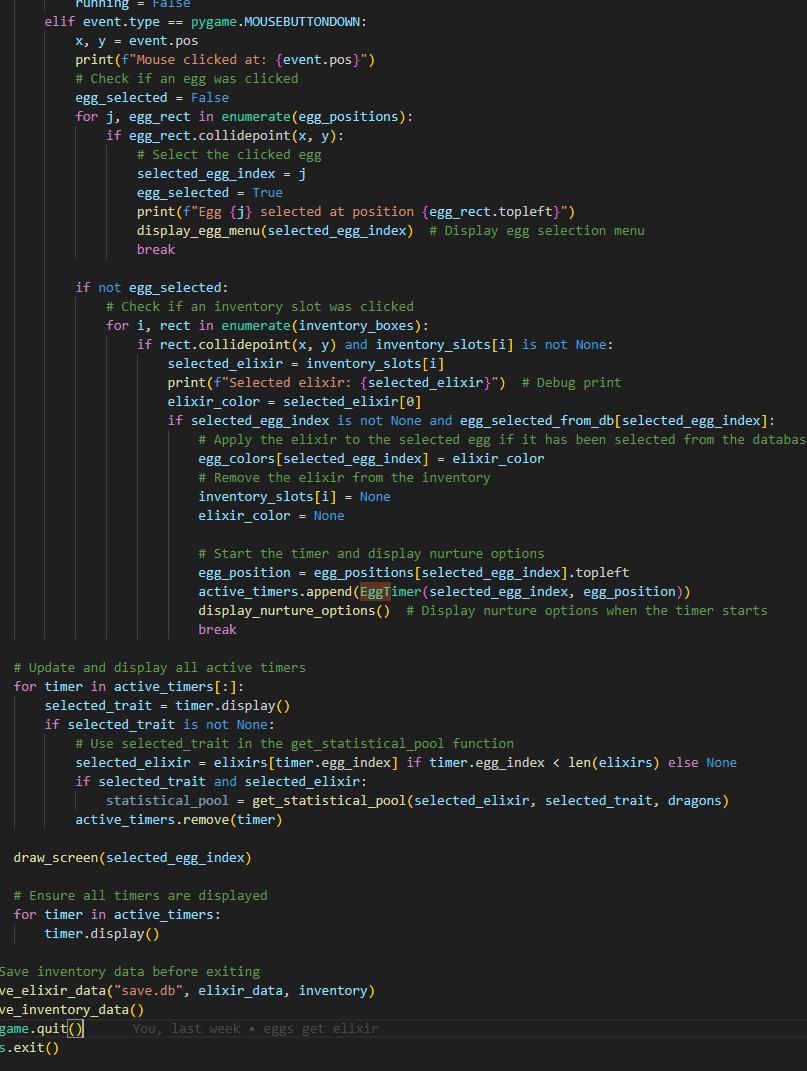 running = False
elif event.type == pygame.MOUSEBUTTONDOWN:
x, y = event.pos
print(f"Mouse clicked at: {event.pos}")
# Check if an egg was clicked
egg_selected = False
for j, egg_rect in enumerate(egg_positions):
if egg_rect.collidepoint(x, y):
# Select the clicked egg
selected_egg_index = j
egg_selected = True
print(f"Egg {j} selected at position {egg_rect.topleft}")
display_egg_menu(selected_egg_index)  # Display egg selection menu
break
if not egg_selected:
# Check if an inventory slot was clicked
for i, rect in enumerate(inventory_boxes):
if rect.collidepoint(x, y) and inventory_slots[i] is not None:
selected_elixir = inventory_slots[i]
print(f"Selected elixir: {selected_elixir}")  # Debug print
elixir_color = selected_elixir[0]
if selected_egg_index is not None and egg_selected_from_db[selected_egg_index]:
# Apply the elixir to the selected egg if it has been selected from the databas
egg_colors[selected_egg_index] = elixir_color
# Remove the elixir from the inventory
inventory_slots[i] = None
elixir_color = None
# Start the timer and display nurture options
egg_position = egg_positions[selected_egg_index].topleft
active_timers.append(EggTimer(selected_egg_index, egg_position))
display_nurture_options()  # Display nurture options when the timer starts
break
# Update and display all active timers
for timer in active_timers[:]:
selected_trait = timer.display()
if selected_trait is not None:
# Use selected_trait in the get_statistical_pool function
selected_elixir = elixirs[timer.egg_index] if timer.egg_index < len(elixirs) else None
if selected_trait and selected_elixir:
statistical_pool = get_statistical_pool(selected_elixir, selected_trait, dragons)
active_timers.remove(timer)
draw_screen(selected_egg_index)
# Ensure all timers are displayed
for timer in active_timers:
timer.display()
Save inventory data before exiting
ve_elixir_data("save.db", elixir_data, inventory)
ve_inventory_data()
game.quit() You, last week • eggs get elixir
s.exit()